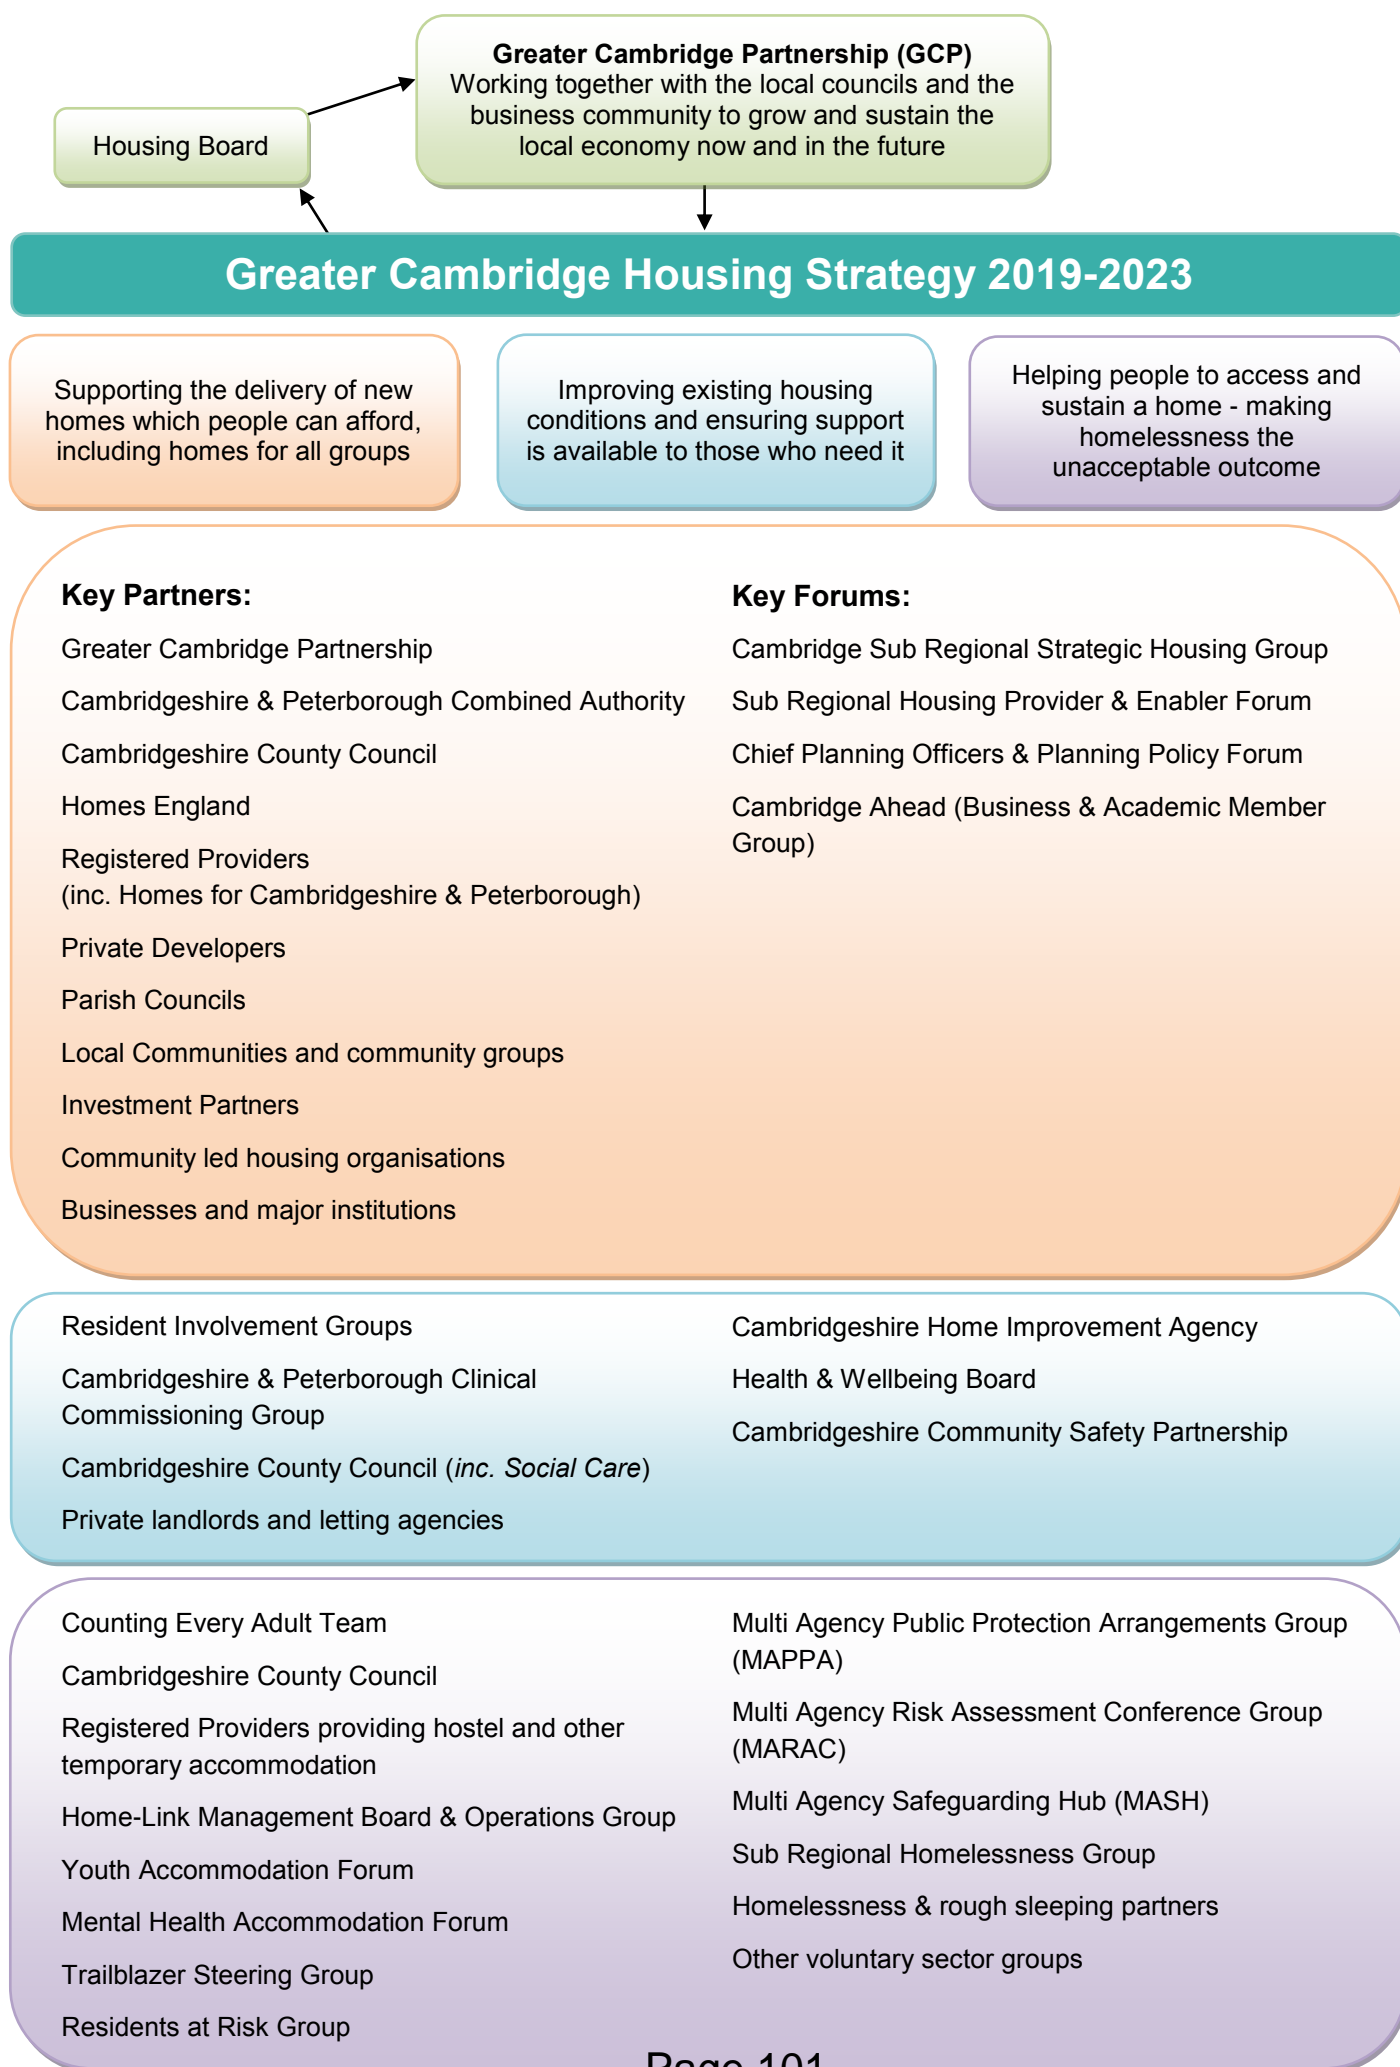 Greater Cambridge Partnership (GCP)
Working together with the local councils and the
business community to grow and sustain the
local economy now and in the future
Housing Board
Greater Cambridge Housing Strategy 2019-2023
Supporting the delivery of new
homes which people can afford,
including homes for all groups
Improving existing housing
conditions and ensuring support
is available to those who need it
Helping people to access and
sustain a home - making
homelessness the
unacceptable outcome
Key Partners:
Greater Cambridge Partnership
Cambridgeshire & Peterborough Combined Authority
Cambridgeshire County Council
Homes England
Registered Providers
(inc. Homes for Cambridgeshire & Peterborough)
Private Developers
Parish Councils
Local Communities and community groups
Investment Partners
Community led housing organisations
Businesses and major institutions
Key Forums:
Cambridge Sub Regional Strategic Housing Group
Sub Regional Housing Provider & Enabler Forum
Chief Planning Officers & Planning Policy Forum
Cambridge Ahead (Business & Academic Member
Group)
Resident Involvement Groups
Cambridgeshire & Peterborough Clinical
Commissioning Group
Cambridgeshire County Council (inc. Social Care)
Private landlords and letting agencies
Cambridgeshire Home Improvement Agency
Health & Wellbeing Board
Cambridgeshire Community Safety Partnership
Counting Every Adult Team
Cambridgeshire County Council
Registered Providers providing hostel and other
temporary accommodation
Home-Link Management Board & Operations Group
Youth Accommodation Forum
Mental Health Accommodation Forum
Trailblazer Steering Group
Residents at Risk Group
Multi Agency Public Protection Arrangements Group
(MAPPA)
Multi Agency Risk Assessment Conference Group
(MARAC)
Multi Agency Safeguarding Hub (MASH)
Sub Regional Homelessness Group
Homelessness & rough sleeping partners
Other voluntary sector groups
Page 101